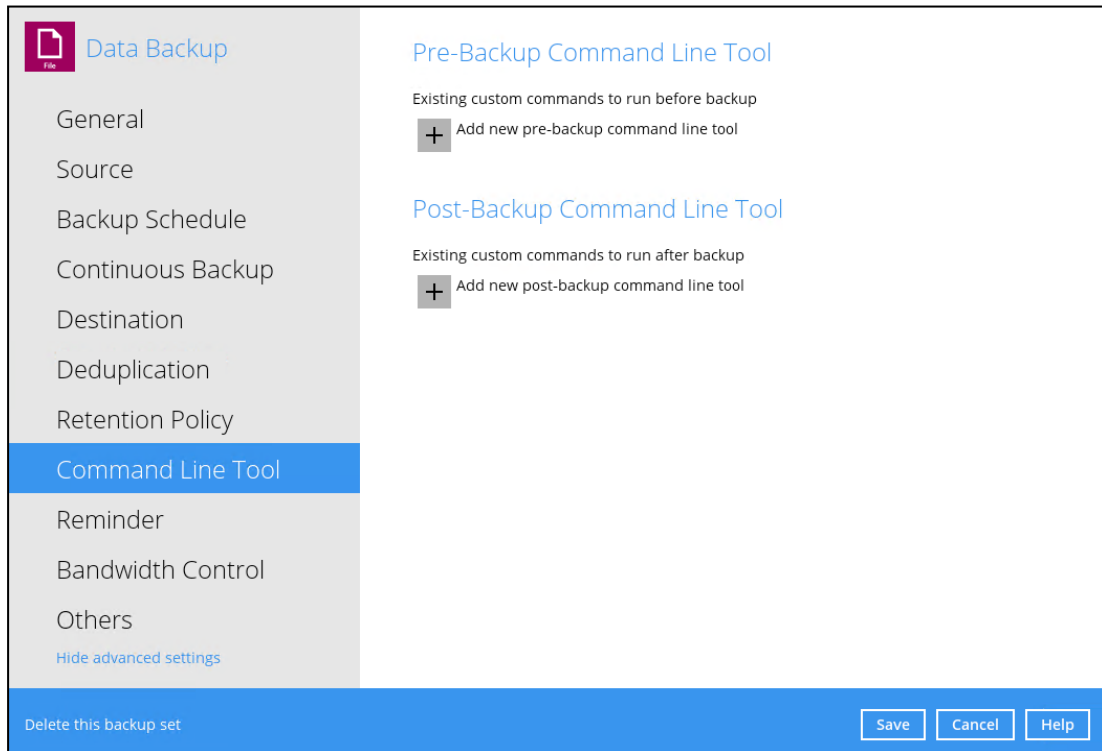 File
Data Backup
General
Source
Backup Schedule
Continuous Backup
Destination
Deduplication
Retention Policy
Command Line Tool
Reminder
Bandwidth Control
Others
Hide advanced settings
Pre-Backup Command Line Tool
Existing custom commands to run before backup
Add new pre-backup command line tool
Post-Backup Command Line Tool
Existing custom commands to run after backup
Add new post-backup command line tool
Delete this backup set
Save
Cancel
Help